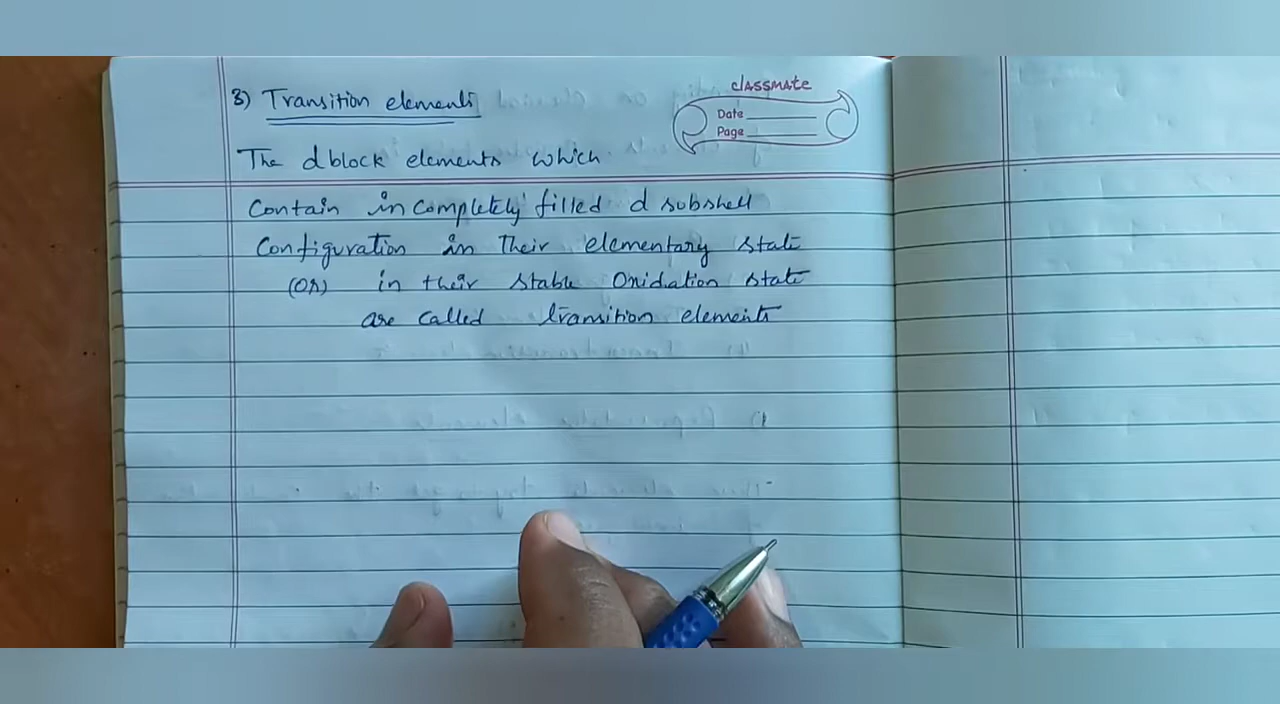 3) Transition elements
classmate
Date
Page
The d block elements which
Contain incompletely filled d subshell
Configuration in Their elementary state
(OR) in their stable Oxidation state
are called transition elements